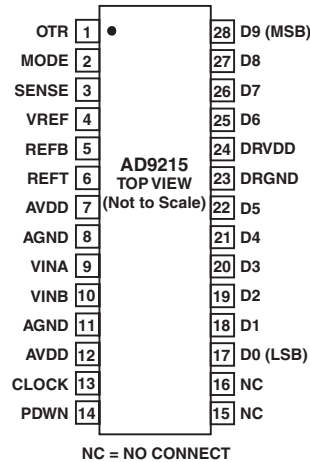 OTR 1 28 D9 (MSB)
MODE 2 27 D8
SENSE 3 26 D7
VREF 4 25 D6
REFB 5 24 DRVDD
REFT 6 23 DRGND
AVDD 7 22 D5
AGND 8 21 D4
VINA 9 20 D3
VINB 10 19 D2
AGND 11 18 D1
AVDD 12 17 D0 (LSB)
CLOCK 13 16 NC
PDWN 14 15 NC
AD9215
TOP VIEW
(Not to Scale)
NC = NO CONNECT